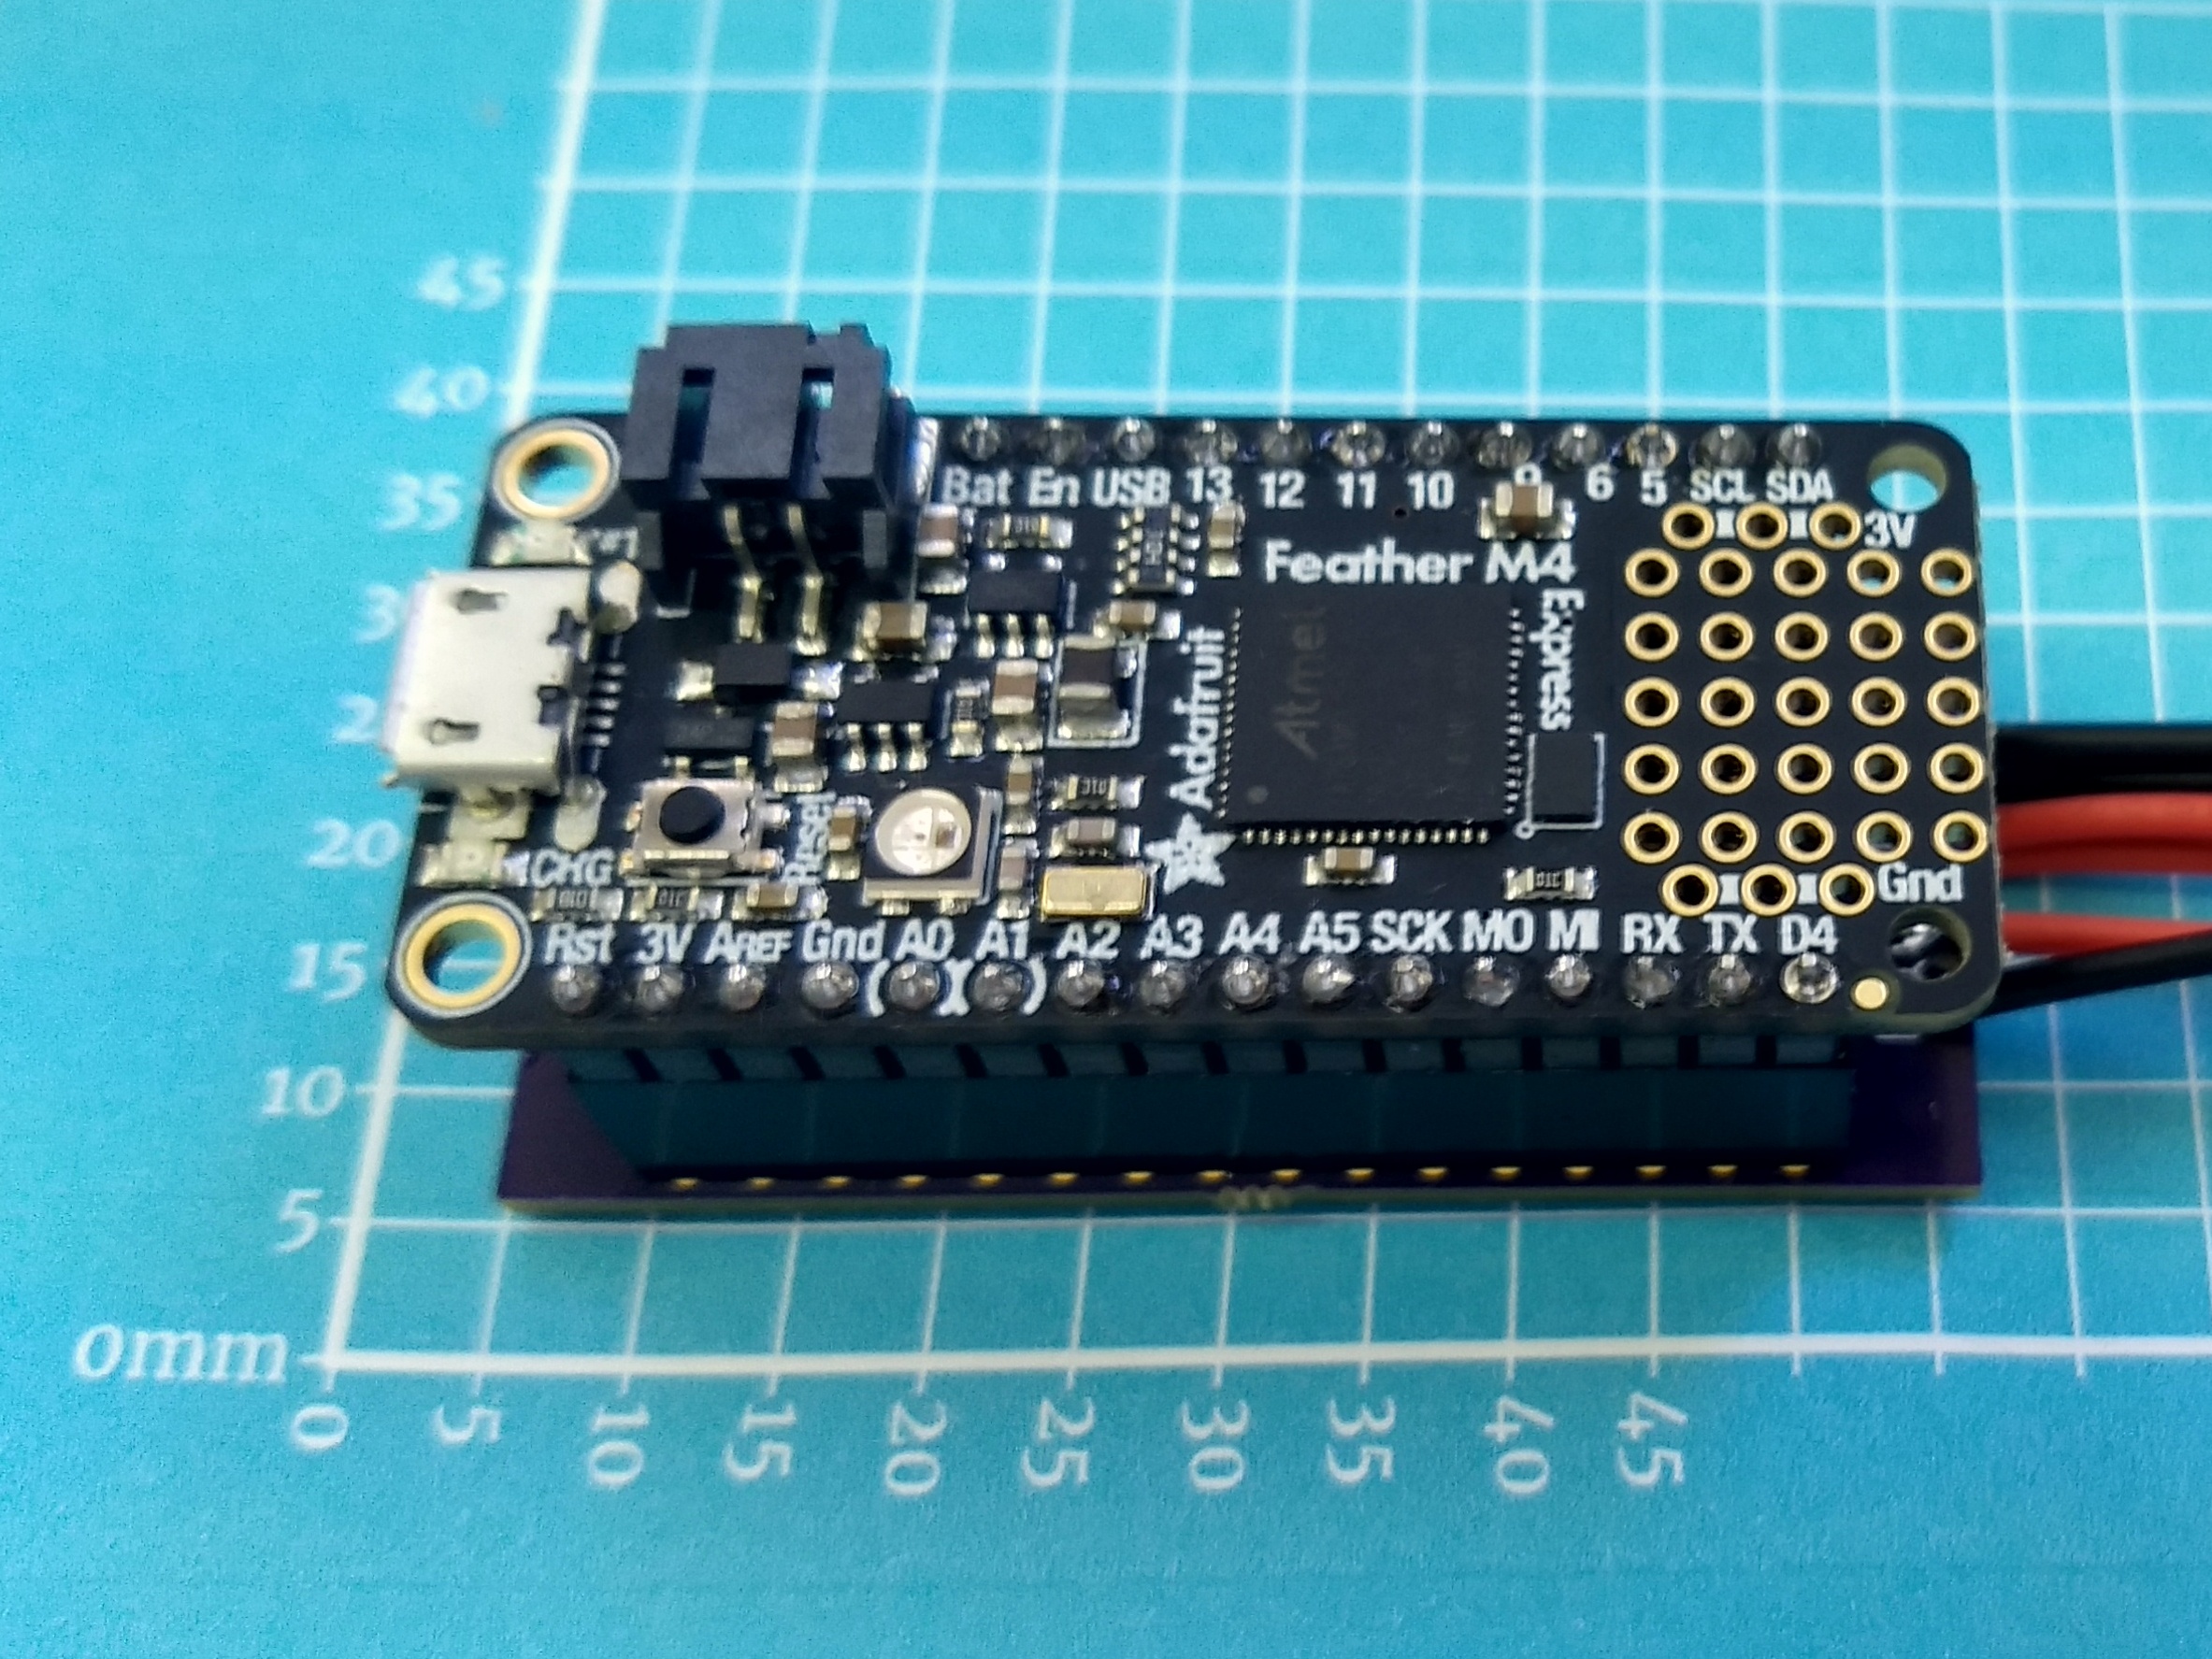 45
40
35
Bat En USB 13 12 11 10 9 6 5 SCL SDA
3V
Feather M4
Express
Adafruit
Atmel
20
CHG
Reset
Gnd
Rst 3V AREF Gnd A0 A1 A2 A3 A4 A5 SCK MO MI RX TX D4
15
10
5
0mm
0 5 10 15 20 25 30 35 40 45